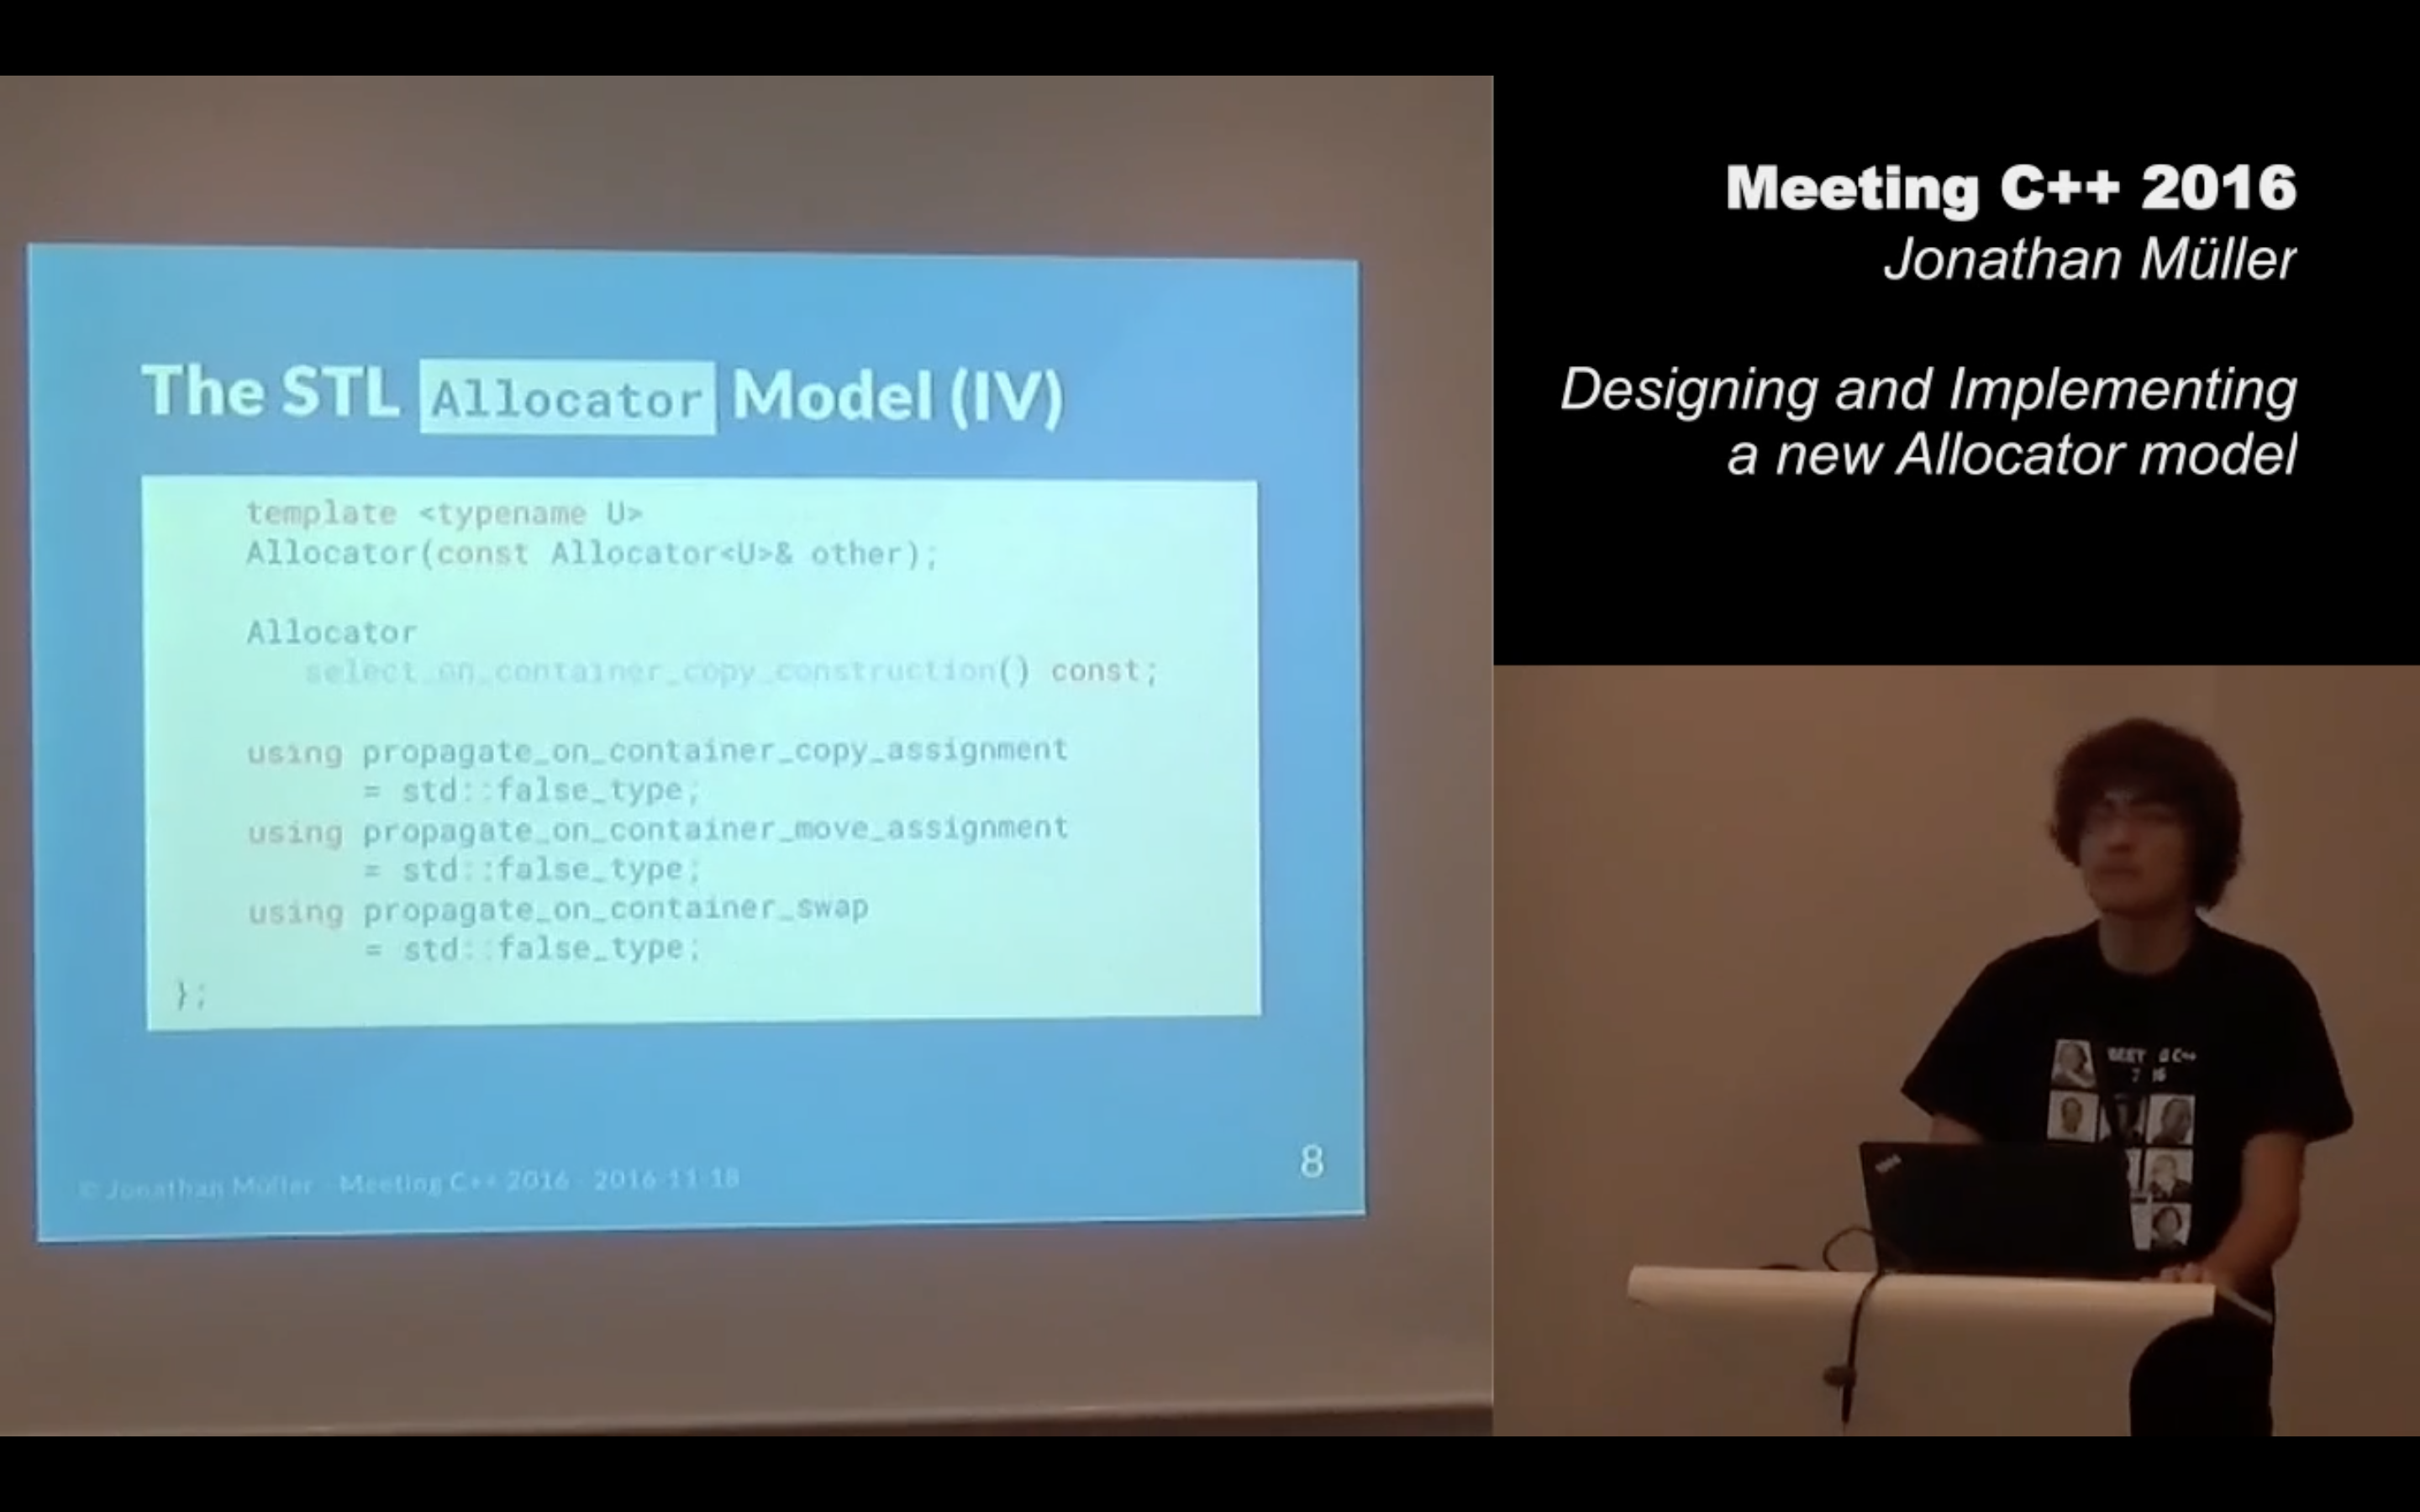 The STL Allocator Model (IV)
template <typename U>
Allocator(const Allocator<U>& other);
Allocator
select_on_container_copy_construction() const;
using propagate_on_container_copy_assignment
= std::false_type;
using propagate_on_container_move_assignment
= std::false_type;
using propagate_on_container_swap
= std::false_type;
};
© Jonathan Müller - Meeting C++ 2016 - 2016-11-18
8
Meeting C++ 2016
Jonathan Müller
Designing and Implementing
a new Allocator model